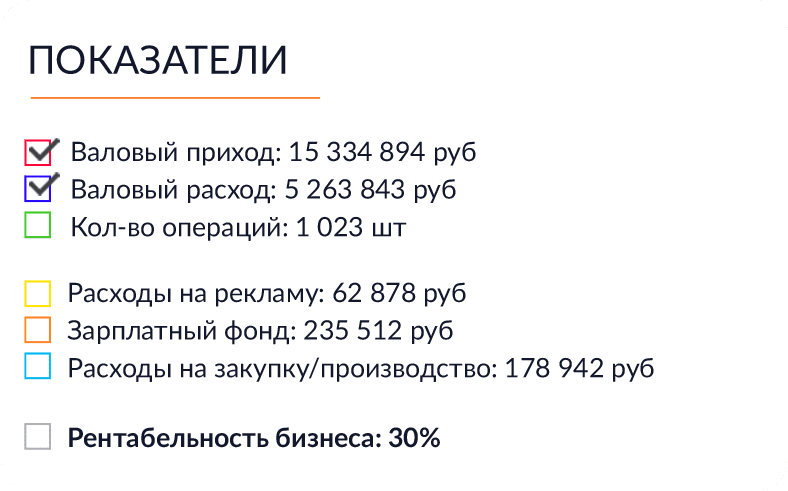 ПОКАЗАТЕЛИ
Валовый приход: 15 334 894 руб
Валовый расход: 5 263 843 руб
Кол-во операций: 1 023 шт
Расходы на рекламу: 62 878 руб
Зарплатный фонд: 235 512 руб
Расходы на закупку/производство: 178 942 руб
Рентабельность бизнеса: 30%